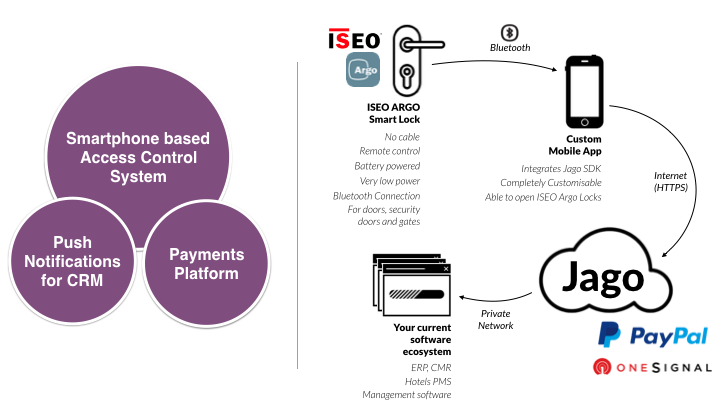 Smartphone based
Access Control
System
Push
Notifications
for CRM
Payments
Platform
ISEO
Argo
ISEO ARGO
Smart Lock
No cable
Remote control
Battery powered
Very low power
Bluetooth Connection
For doors, security
doors and gates
Bluetooth
Custom
Mobile App
Integrates Jago SDK
Completely Customisable
Able to open ISEO Argo Locks
Internet
(HTTPS)
Jago
PayPal
ONESIGNAL
Private
Network
Your current
software
ecosystem
ERP, CMR
Hotels PMS
Management software